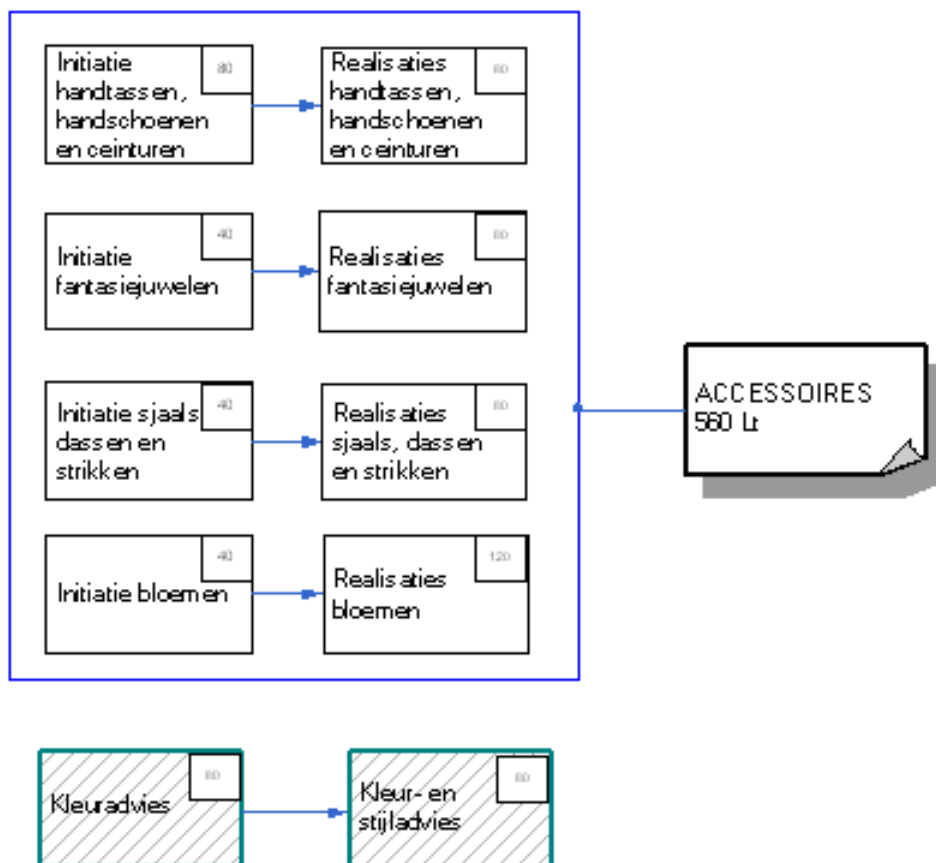 Initiatie
handtassen,
handschoenen
en ceinturen
80
Realisaties
handtassen,
handschoenen
en ceinturen
80
Initiatie
fantasiejuwelen
40
Realisaties
fantasiejuwelen
80
Initiatie sjaals
dassen en
strikken
40
Realisaties
sjaals, dassen
en strikken
80
Initiatie bloemen
40
Realisaties
bloemen
120
ACCESSOIRES
560 Lt
Kleuradvies
80
Kleur- en
stijladvies
80